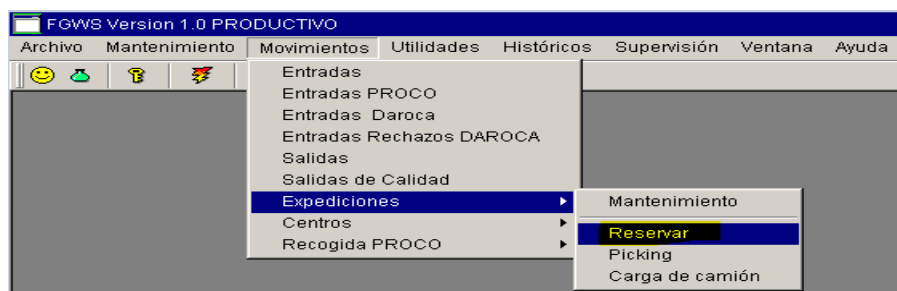 FGWS Version 1.0 PRODUCTIVO
Archivo Mantenimiento Movimientos Utilidades Históricos Supervisión Ventana Ayuda
Entradas
Entradas PROCO
Entradas Daroca
Entradas Rechazos DAROCA
Salidas
Salidas de Calidad
Expediciones
Centros
Recogida PROCO
Mantenimiento
Reservar
Picking
Carga de camión